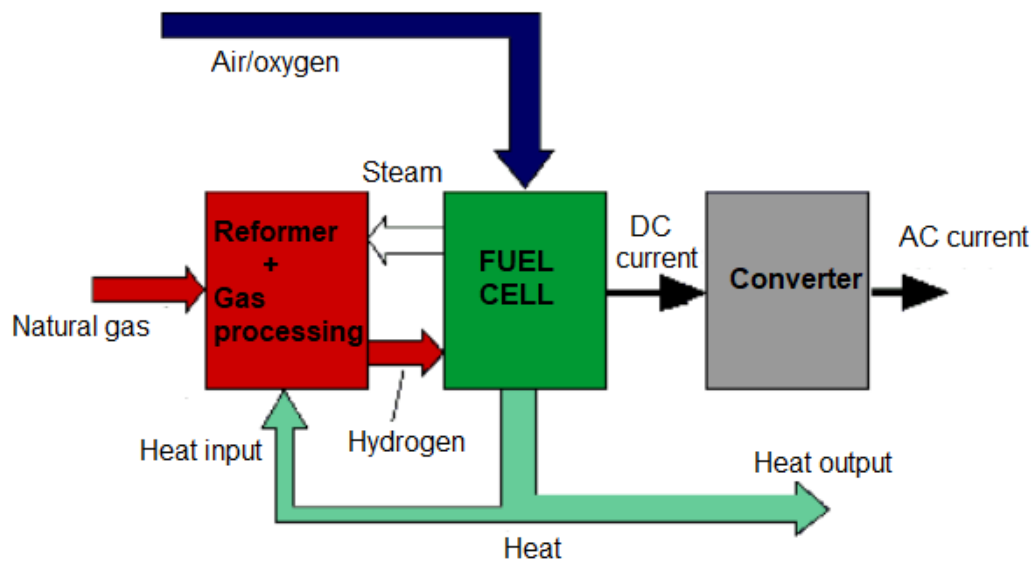 Air/oxygen
Steam
Reformer
+
Gas
processing
FUEL
CELL
DC
current
Converter
AC current
Natural gas
Hydrogen
Heat input
Heat output
Heat